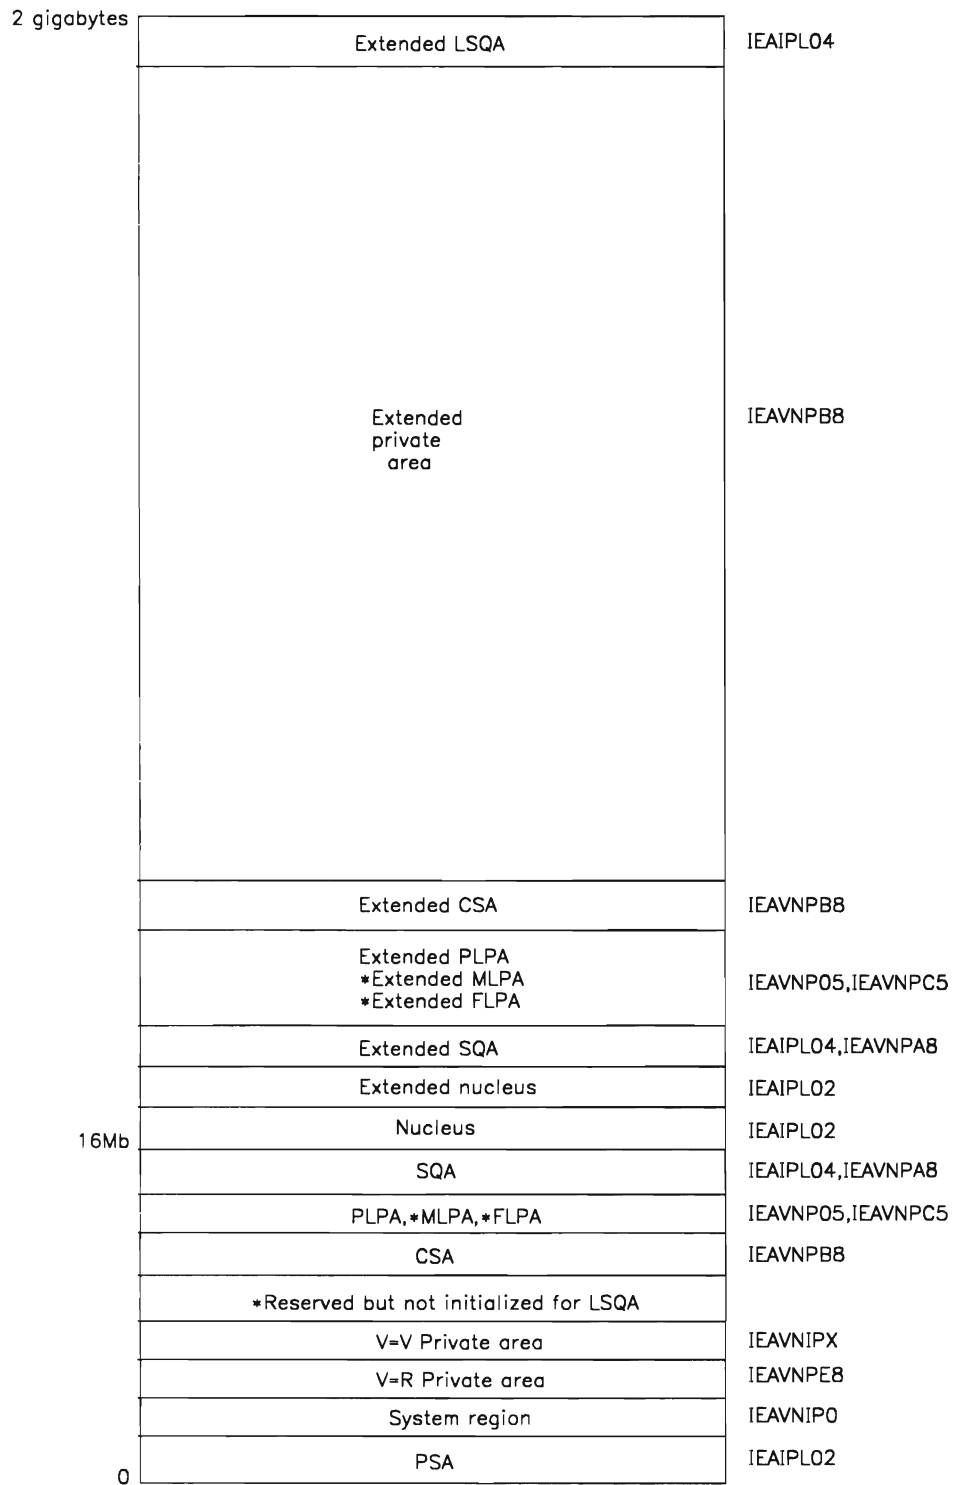 2 gigabytes
Extended LSQA IEAIPL04
Extended IEAVNPB8
private
area
Extended CSA IEAVNPB8
Extended PLPA
*Extended MLPA IEAVNP05,IEAVNPC5
*Extended FLPA
Extended SQA IEAIPL04,IEAVNPA8
Extended nucleus IEAIPL02
Nucleus IEAIPL02
16Mb
SQA IEAIPL04,IEAVNPA8
PLPA,*MLPA,*FLPA IEAVNP05,IEAVNPC5
CSA IEAVNPB8
*Reserved but not initialized for LSQA
V=V Private area IEAVNIPX
V=R Private area IEAVNPE8
System region IEAVNIP0
PSA IEAIPL02
0